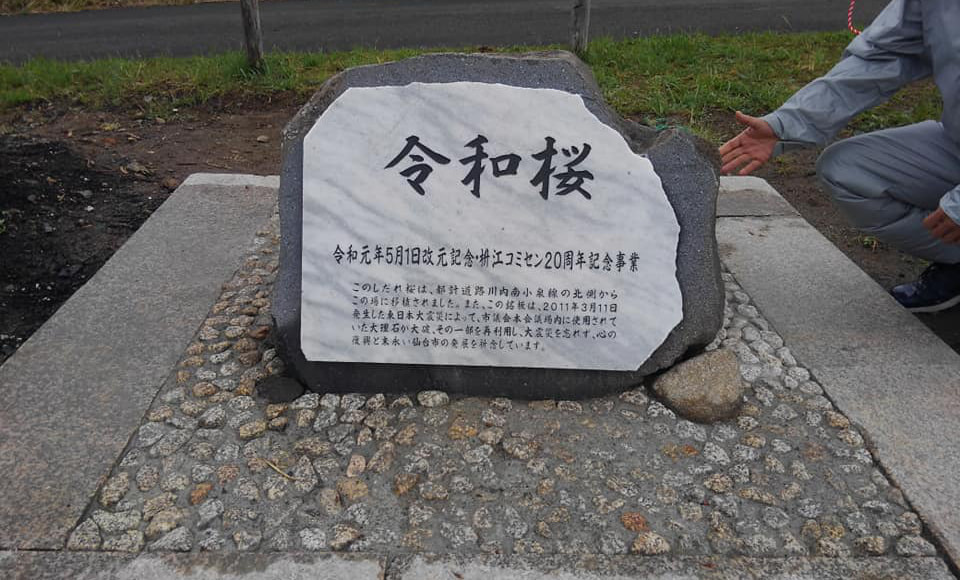 令和桜
令和元年5月1日改元記念・枡江コミセン20周年記念事業
このしだれ桜は、都計道路川内南小泉線の北側から
この場に移植されました。また、この銘板は、2011年3月11日
発生した東日本大震災によって、市議会本会議場内に使用されて
いた大理石が大破、その一部を再利用し、大震災を忘れず、心の
復興と末永い仙台市の発展を祈念しています。